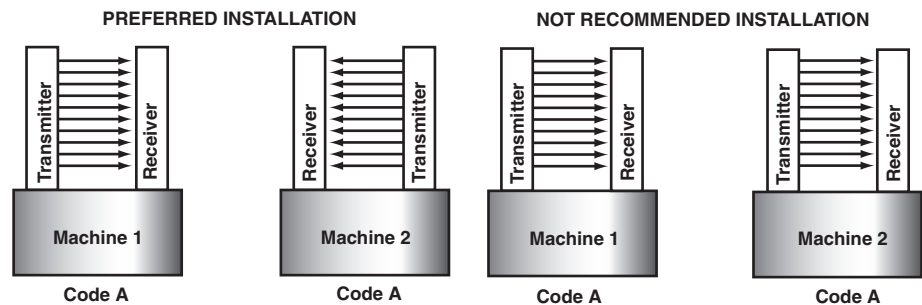 PREFERRED INSTALLATION
NOT RECOMMENDED INSTALLATION
Transmitter
Receiver
Receiver
Transmitter
Transmitter
Receiver
Transmitter
Receiver
Machine 1
Machine 2
Machine 1
Machine 2
Code A
Code A
Code A
Code A